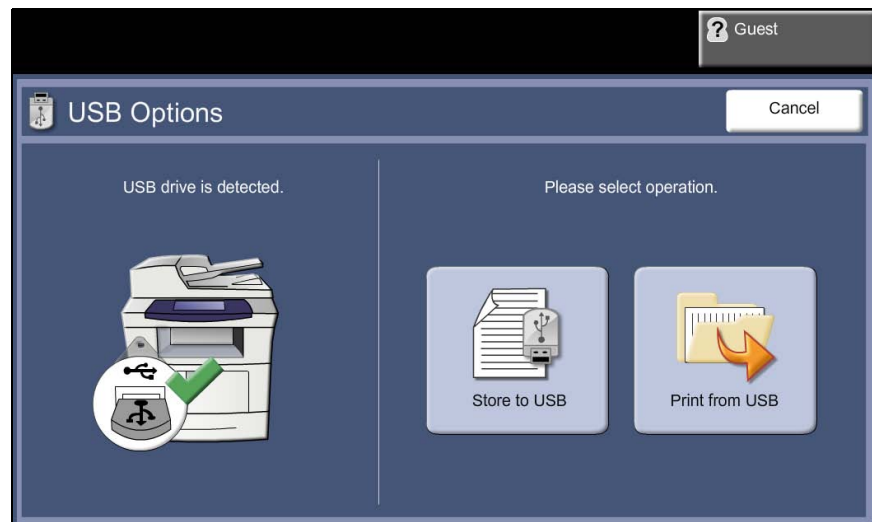 Guest
USB Options
Cancel
USB drive is detected.
Please select operation.
Store to USB
Print from USB